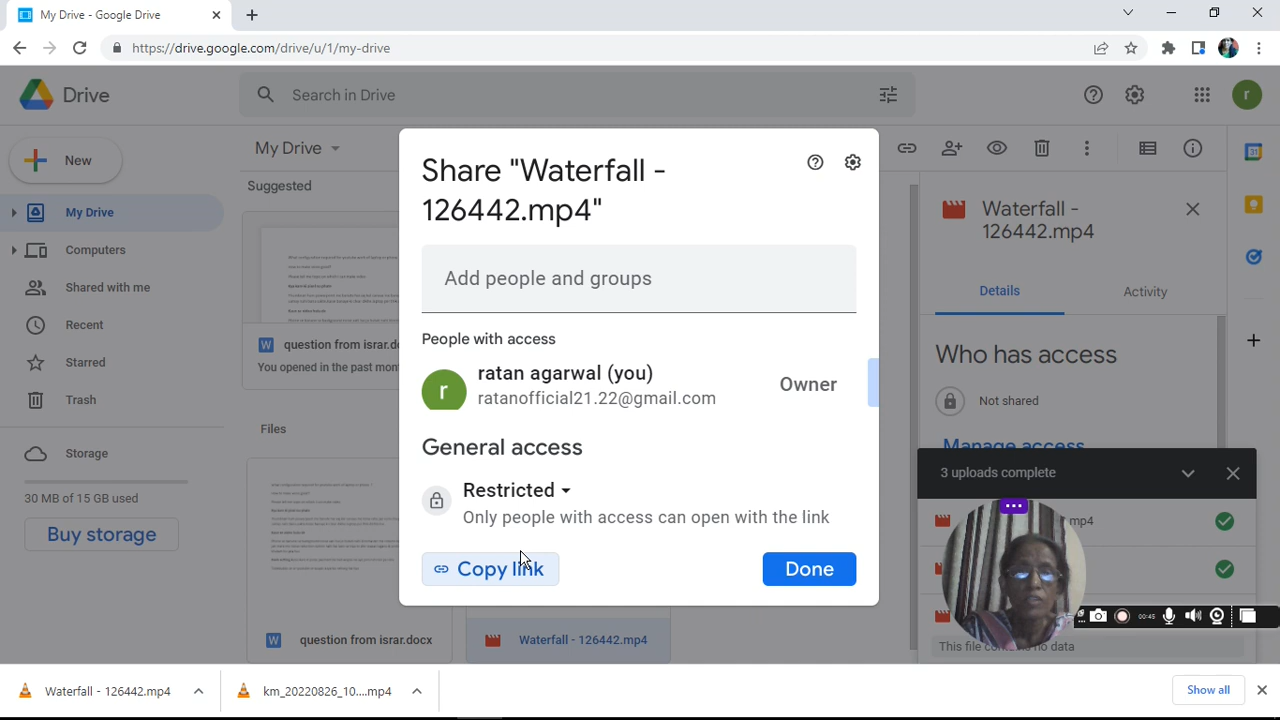 My Drive - Google Drive
https://drive.google.com/drive/u/1/my-drive
Drive
Search in Drive
r
New
My Drive
Computers
Shared with me
Recent
Starred
Trash
Storage
30 MB of 15 GB used
Buy storage
My Drive
Suggested
W question from israr.do
You opened in the past mon
Files
W question from israr.docx
Waterfall - 126442.mp4
Share "Waterfall -
126442.mp4"
Add people and groups
People with access
r
ratan agarwal (you)
ratanofficial21.22@gmail.com
Owner
General access
Restricted
Only people with access can open with the link
Copy link
Done
Waterfall -
126442.mp4
Details
Activity
Who has access
Not shared
Manage access
3 uploads complete
mp4
00:45
This file
data
31
Waterfall - 126442.mp4
km_20220826_10....mp4
Show all